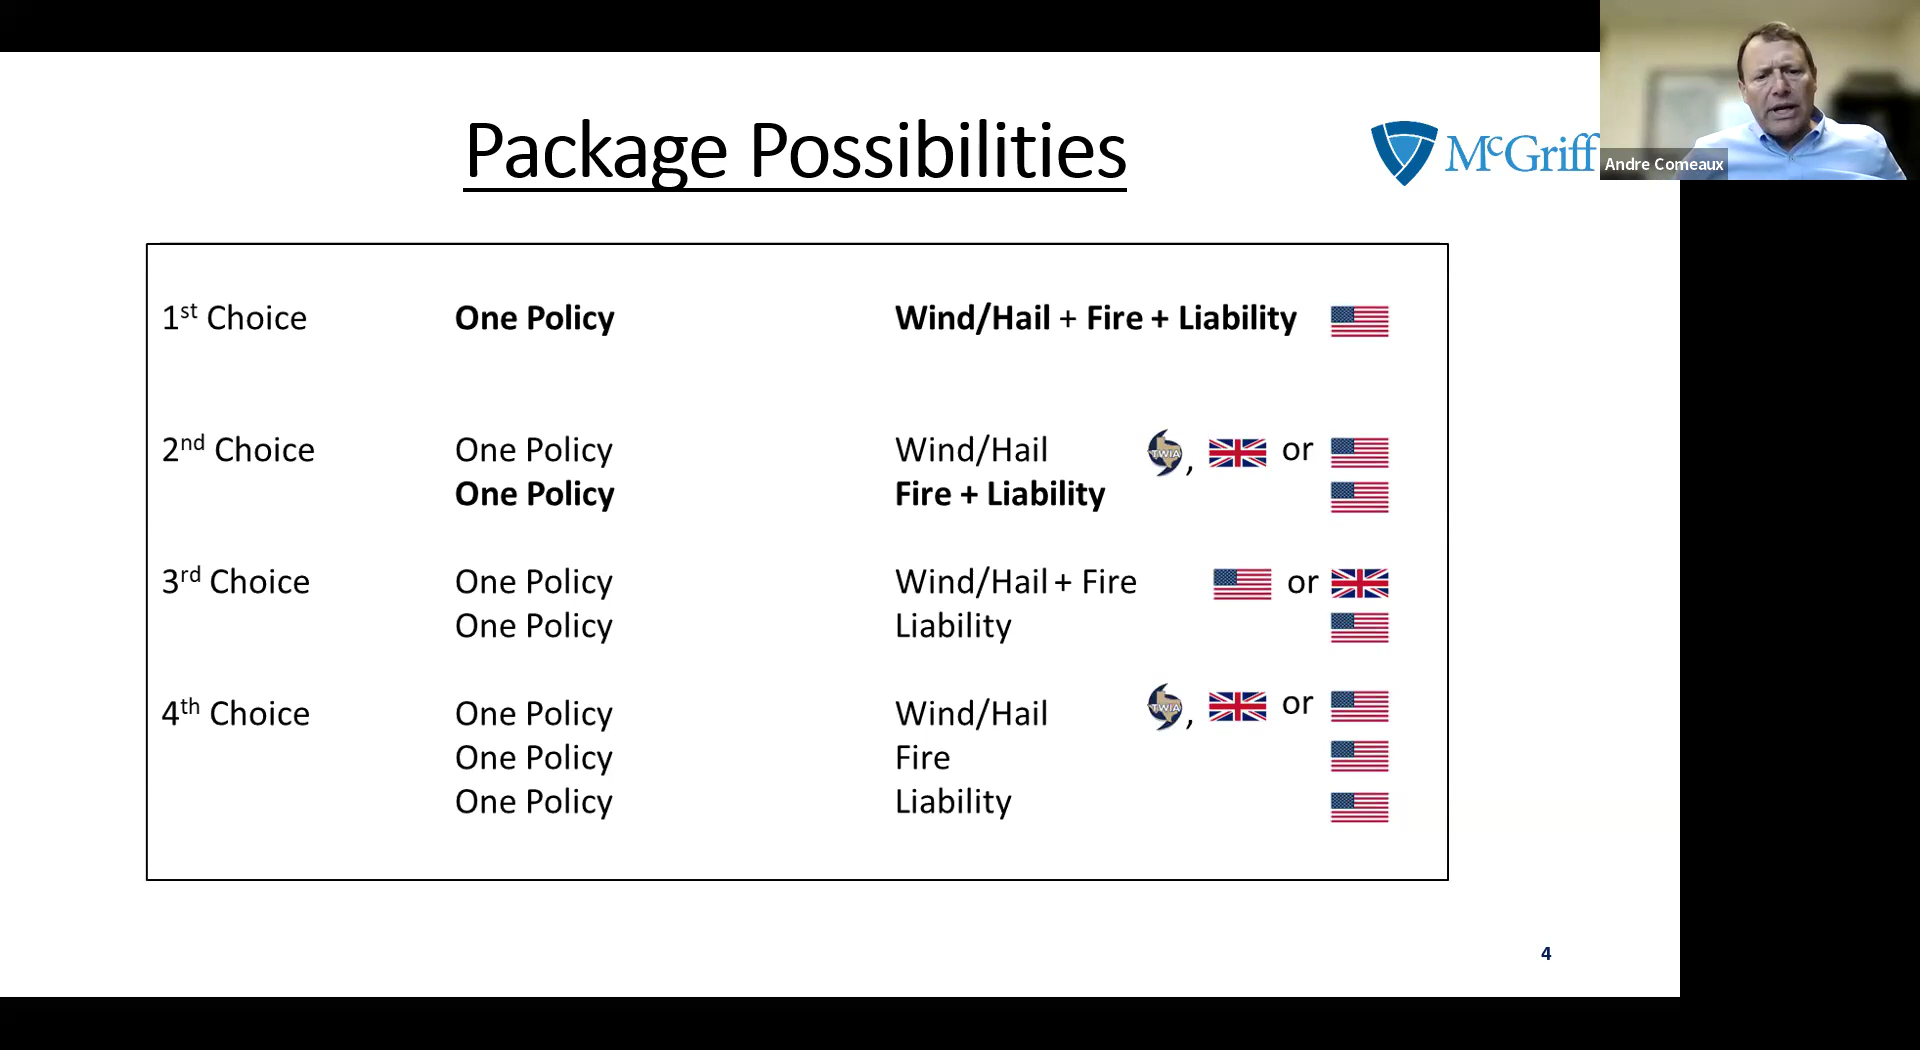 Package Possibilities
McGriff
Andre Comeaux
1st Choice One Policy Wind/Hail + Fire + Liability
2nd Choice One Policy Wind/Hail TWIA, or
One Policy Fire + Liability
3rd Choice One Policy Wind/Hail + Fire or
One Policy Liability
4th Choice One Policy Wind/Hail TWIA, or
One Policy Fire
One Policy Liability
4